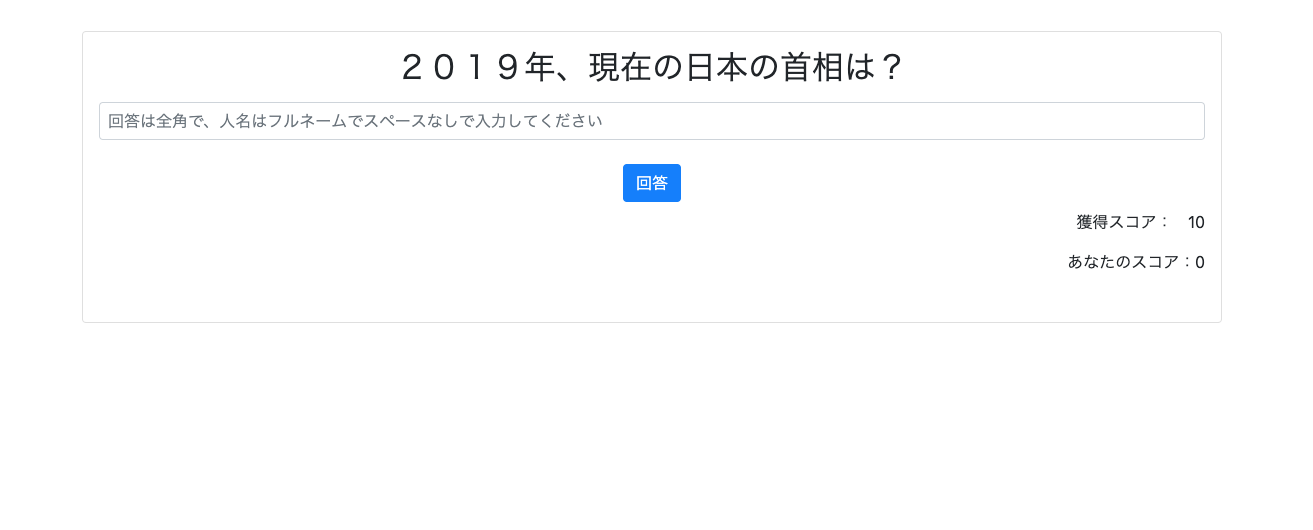 ２０１９年、現在の日本の首相は？
回答は全角で、人名はフルネームでスペースなしで入力してください
回答
獲得スコア：　10
あなたのスコア：0